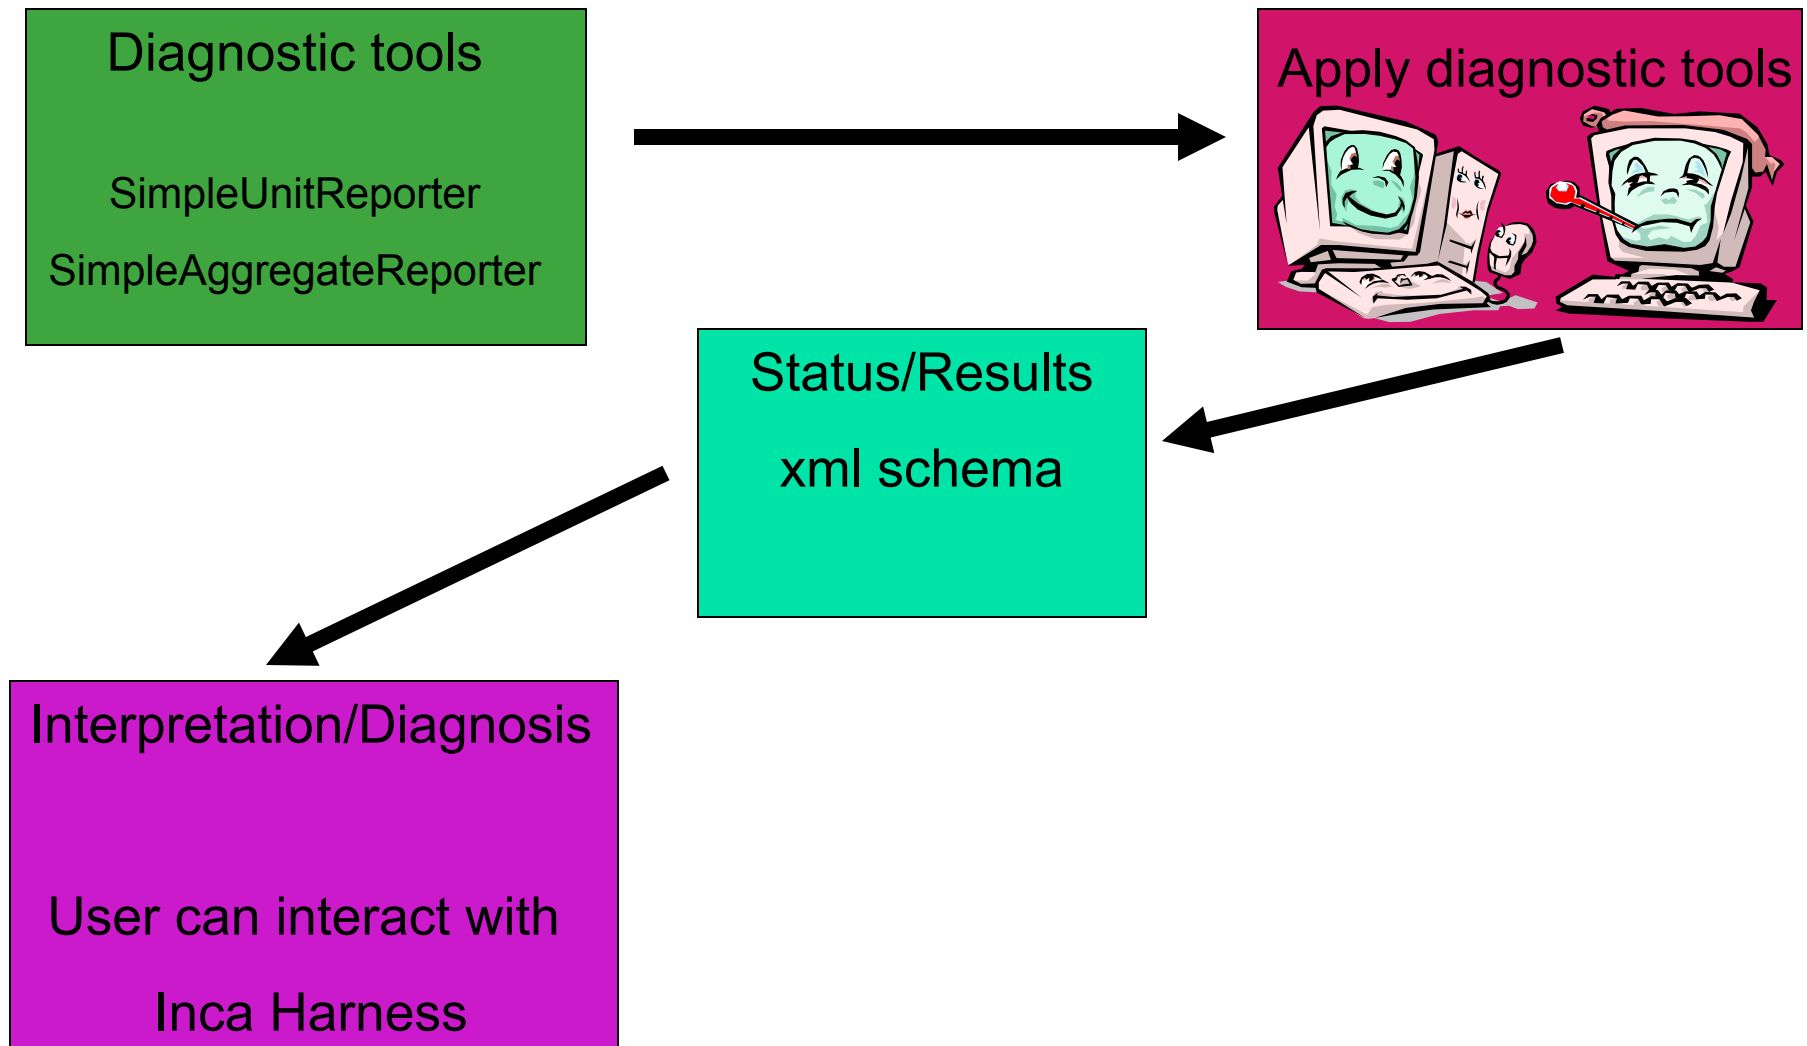 Diagnostic tools
SimpleUnitReporter
SimpleAggregateReporter
Apply diagnostic tools
Status/Results
xml schema
Interpretation/Diagnosis
User can interact with
Inca Harness